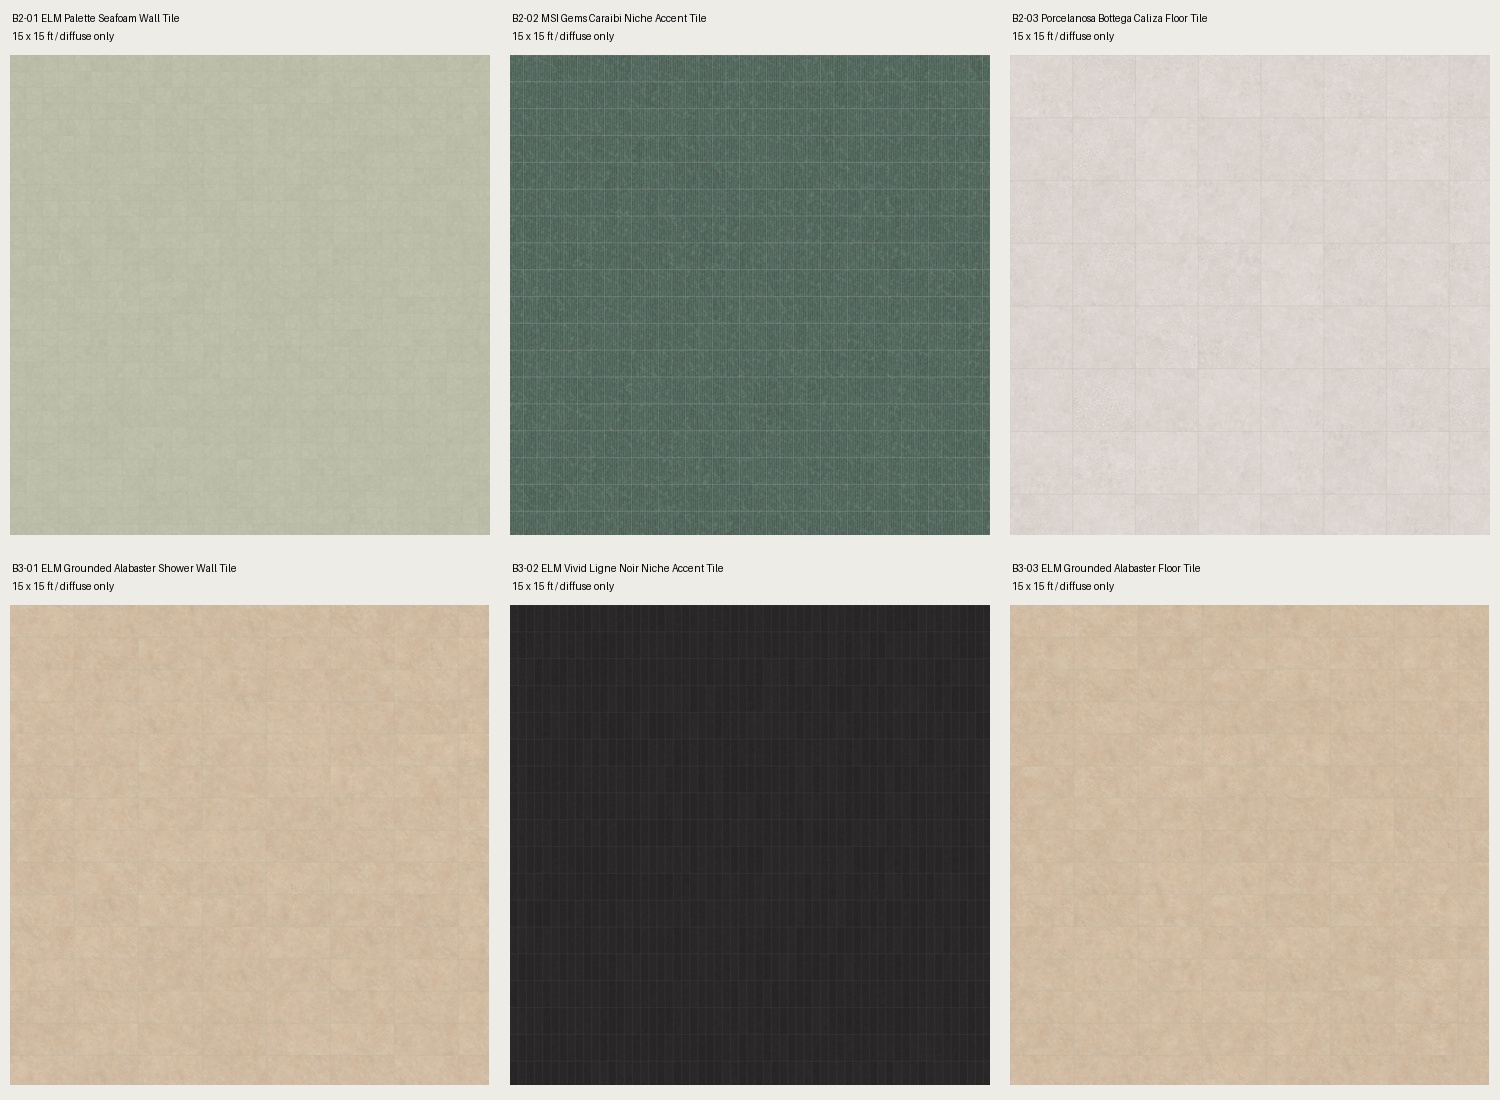 B2-01 ELM Palette Seafoam Wall Tile
15 x 15 ft / diffuse only
B2-02 MSI Gems Caraibi Niche Accent Tile
15 x 15 ft / diffuse only
B2-03 Porcelanosa Bottega Caliza Floor Tile
15 x 15 ft / diffuse only
B3-01 ELM Grounded Alabaster Shower Wall Tile
15 x 15 ft / diffuse only
B3-02 ELM Vivid Ligne Noir Niche Accent Tile
15 x 15 ft / diffuse only
B3-03 ELM Grounded Alabaster Floor Tile
15 x 15 ft / diffuse only